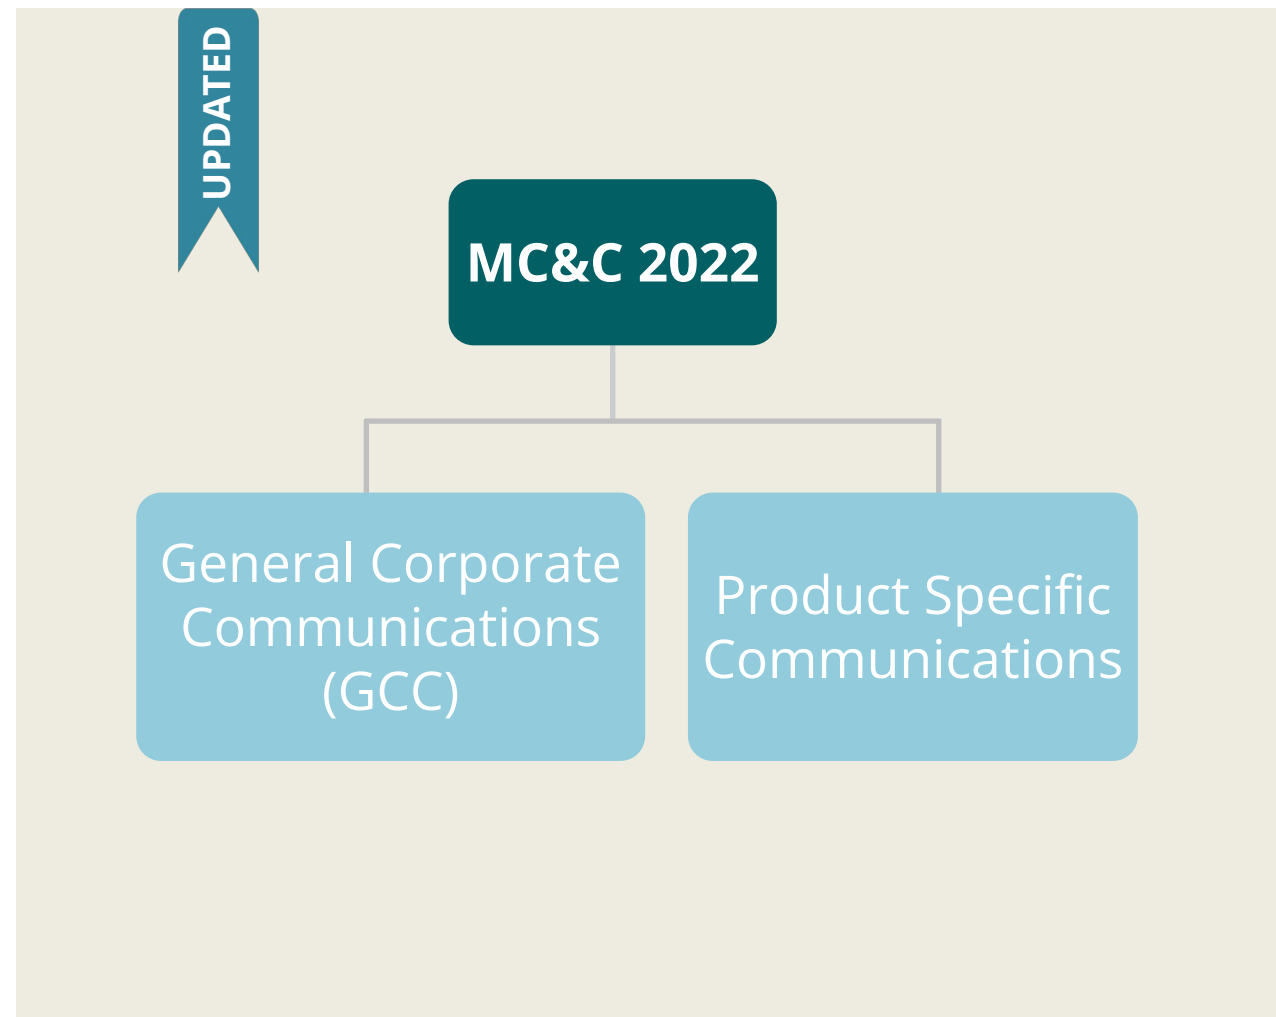 UPDATED
MC&C 2022
General Corporate
Communications
(GCC)
Product Specific
Communications